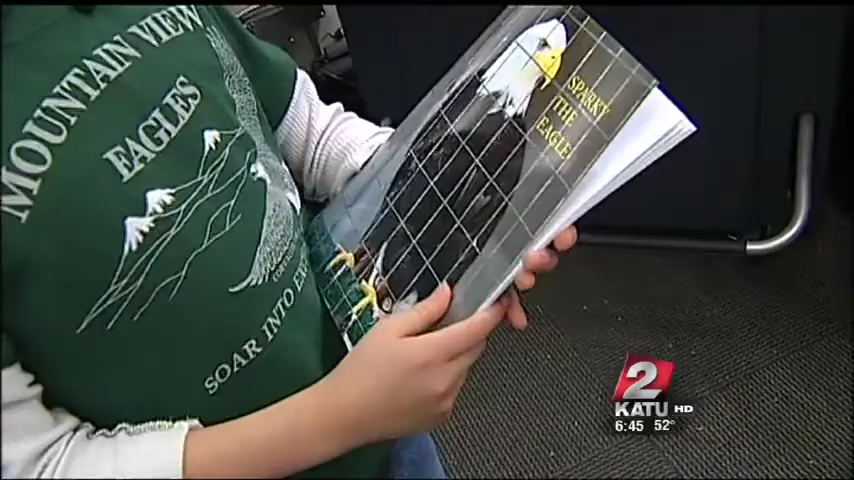 MOUNTAIN VIEW
EAGLES
SOAR INTO
SPARKY
THE
EAGLE!
2
KATU HD
6:45 52°